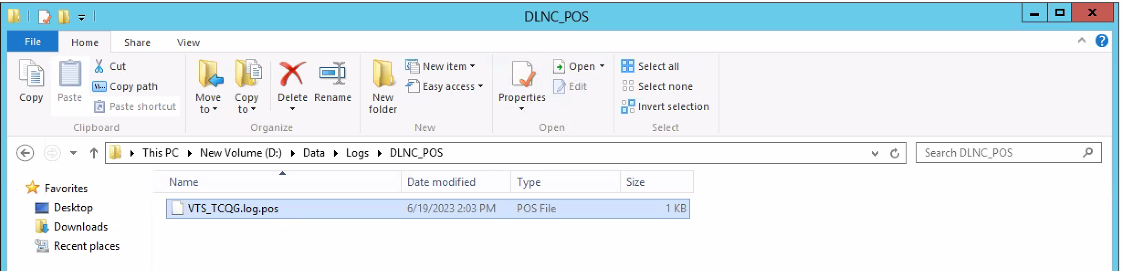 DLNC_POS
File Home Share View
Copy Paste Cut Copy path Paste shortcut
Move to Copy to Delete Rename
New folder New item Easy access
Properties Open Edit
Select all Select none Invert selection
Clipboard Organize New Open Select
This PC New Volume (D:) Data Logs DLNC_POS Search DLNC_POS
Favorites
Desktop
Downloads
Recent places
Name Date modified Type Size
VTS_TCQG.log.pos 6/19/2023 2:03 PM POS File 1 KB